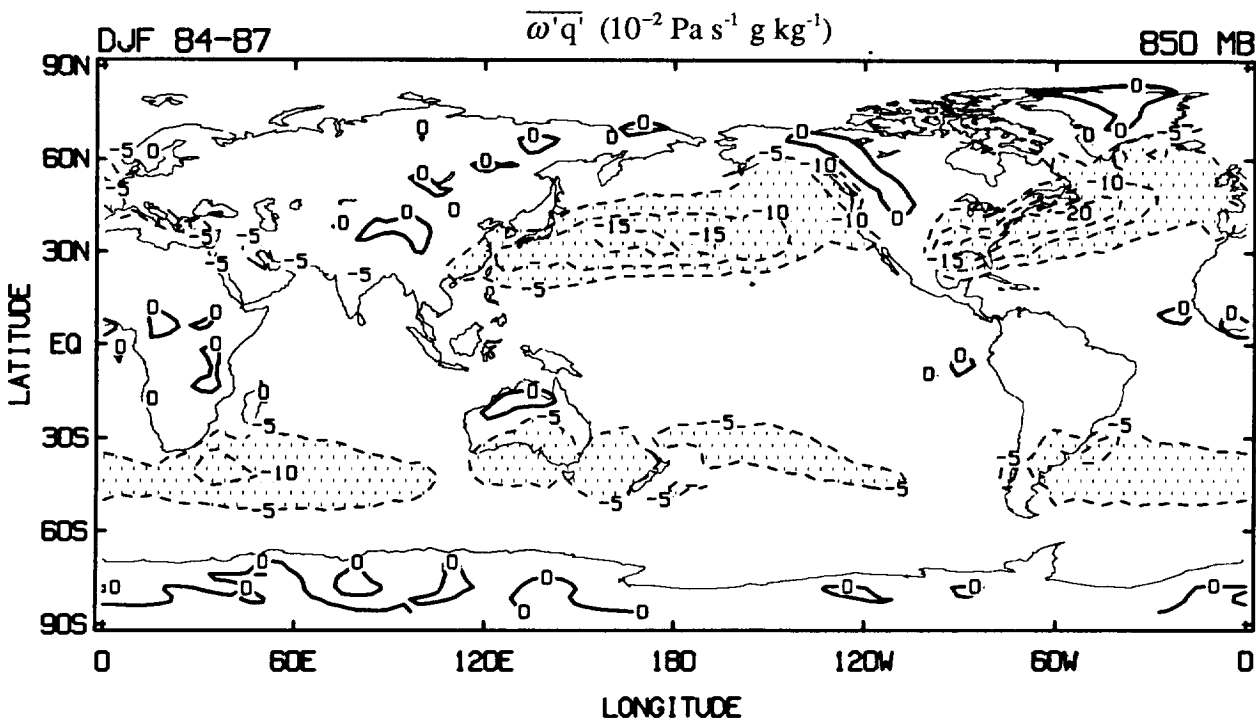 ω'q' (10⁻² Pa s⁻¹ g kg⁻¹)
DJF 84-87
850 MB
90N
60N
30N
EQ
30S
60S
90S
LATITUDE
0 60E 120E 180 120W 60W 0
LONGITUDE
0
-5
-10
-15
-20